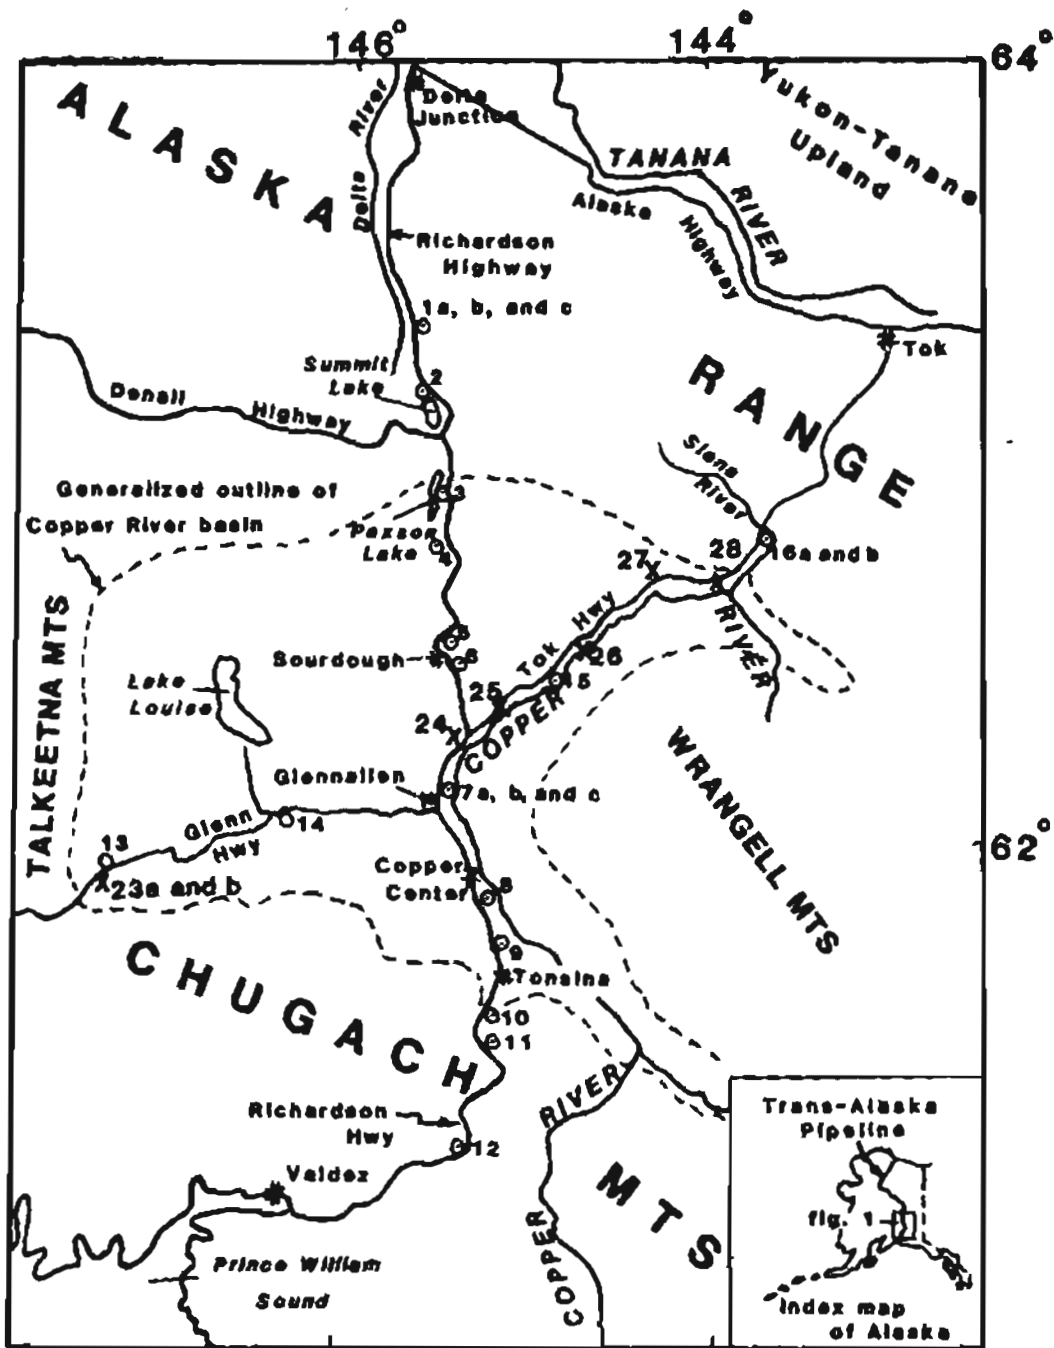 146°
144°
64°
ALASKA
River
Delta
Delta
Junction
Yukon-Tanana
Upland
TANANA
RIVER
Alaska
Highway
Richardson
Highway
1a, b, and c
Summit
Lake
2
Tok
Denali
Highway
RANGE
Slana
River
Generalized outline of
Copper River basin
3
Paxson
Lake
4
27
28
16a and b
TALKEETNA MTS
5
Sourdough
6
Tok Hwy
26
RIVER
Lake
Louise
25
15
24
COPPER
WRANGELL MTS
Glennallen
7a, b, and c
Glenn
Hwy
14
62°
13
23a and b
Copper
Center
8
CHUGACH
9
Tonsina
10
11
Richardson
Hwy
RIVER
12
Valdez
MTS
COPPER
Prince William
Sound
Trans-Alaska
Pipeline
fig. 1
Index map
of Alaska